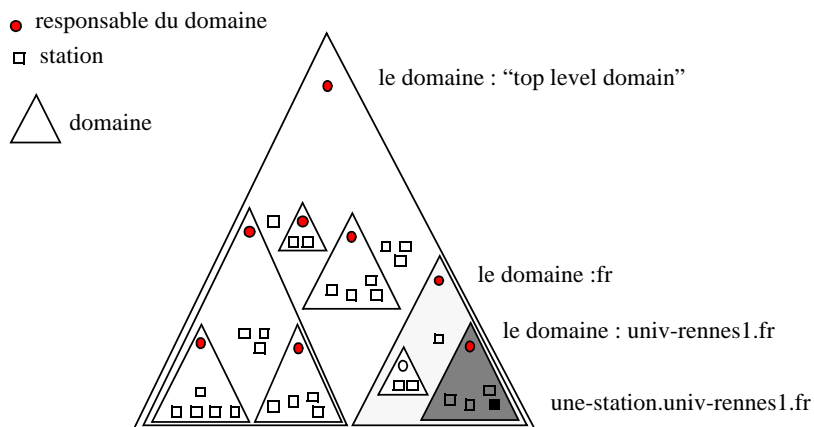 responsable du domaine
station
domaine
le domaine : “top level domain”
le domaine :fr
le domaine : univ-rennes1.fr
une-station.univ-rennes1.fr